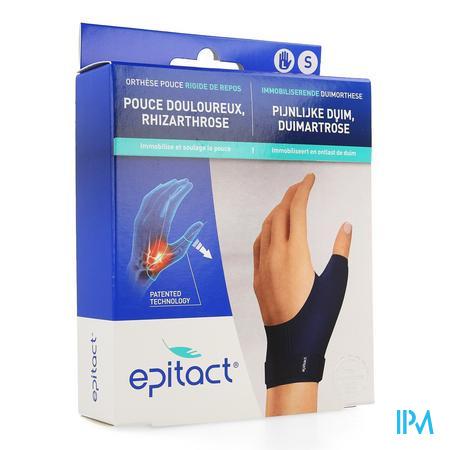 S
ORTHÈSE POUCE RIGIDE DE REPOS
POUCE DOULOUREUX,
RHIZARTHROSE
Immobilise et soulage le pouce
IMMOBILISERENDE DUIMORTHESE
PIJNLIJKE DUIM,
DUIMARTROSE
Immobiliseert en ontlast de duim
PATENTED
TECHNOLOGY
epitact®
epitact
epitact®
IPM